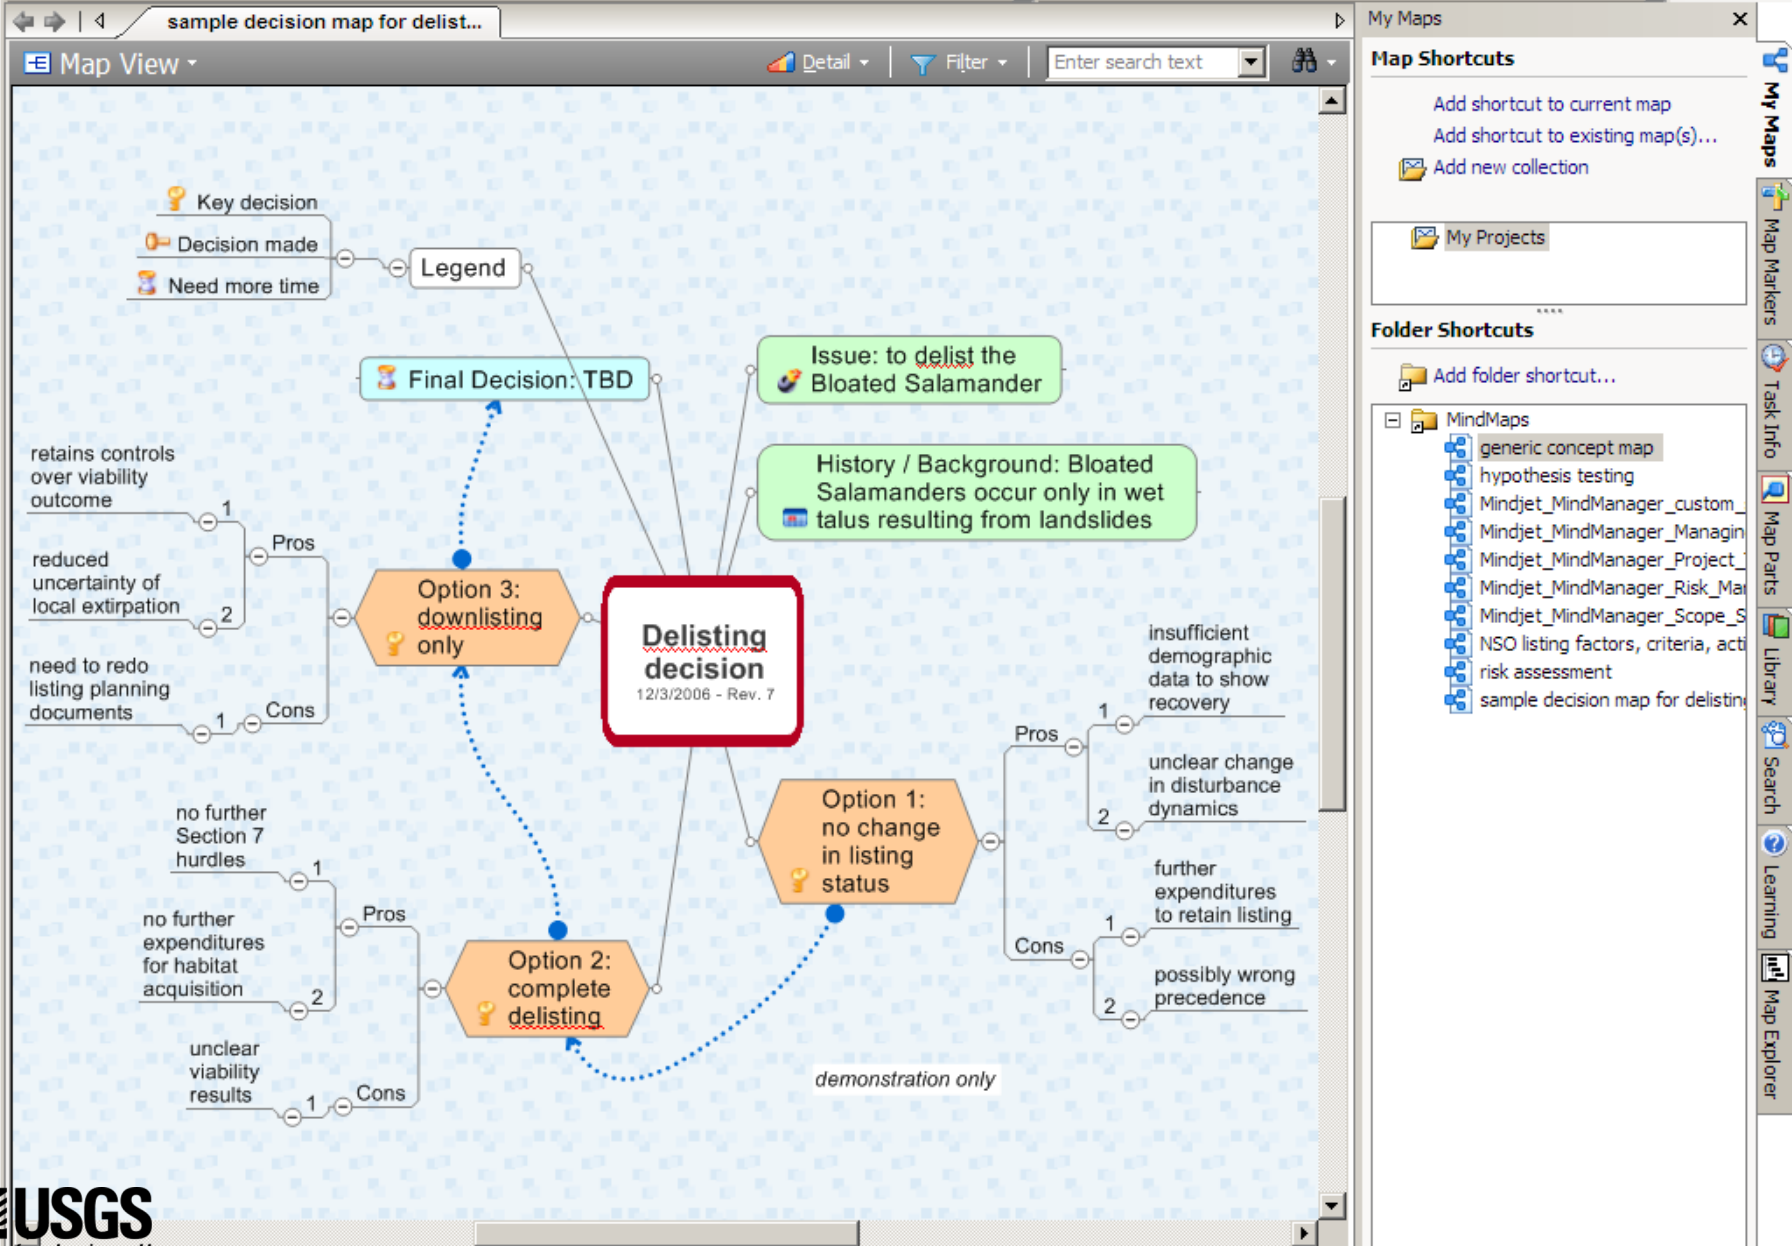 sample decision map for delist...
Map View
Detail
Filter
Enter search text
Key decision
Decision made
Need more time
Legend
Final Decision: TBD
Issue: to delist the
Bloated Salamander
History / Background: Bloated
Salamanders occur only in wet
talus resulting from landslides
retains controls
over viability
outcome
1
reduced
uncertainty of
local extirpation
2
Pros
need to redo
listing planning
documents
1
Cons
Option 3:
downlisting
only
Delisting
decision
12/3/2006 - Rev. 7
insufficient
demographic
data to show
recovery
1
Pros
unclear change
in disturbance
dynamics
2
Option 1:
no change
in listing
status
further
expenditures
to retain listing
1
Cons
possibly wrong
precedence
2
no further
Section 7
hurdles
1
Pros
no further
expenditures
for habitat
acquisition
2
unclear
viability
results
1
Cons
Option 2:
complete
delisting
demonstration only
USGS
My Maps
Map Shortcuts
Add shortcut to current map
Add shortcut to existing map(s)...
Add new collection
My Projects
Folder Shortcuts
Add folder shortcut...
MindMaps
generic concept map
hypothesis testing
Mindjet_MindManager_custom_
Mindjet_MindManager_Managin
Mindjet_MindManager_Project_
Mindjet_MindManager_Risk_Mar
Mindjet_MindManager_Scope_S
NSO listing factors, criteria, acti
risk assessment
sample decision map for delisting
My Maps
Map Markers
Task Info
Map Parts
Library
Search
Learning
Map Explorer